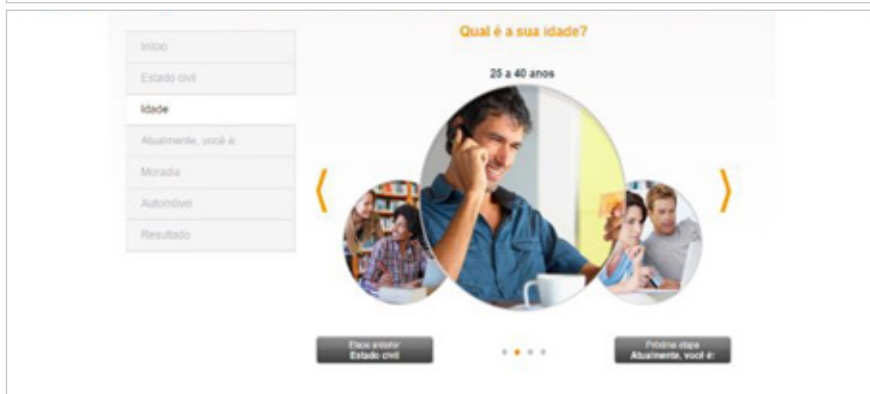 Qual é a sua idade?
Início
Estado civil
Idade
Atualmente, você é:
Moradia
Automóvel
Resultado
25 a 40 anos
Etapa anterior
Estado civil
Próxima etapa
Atualmente, você é: